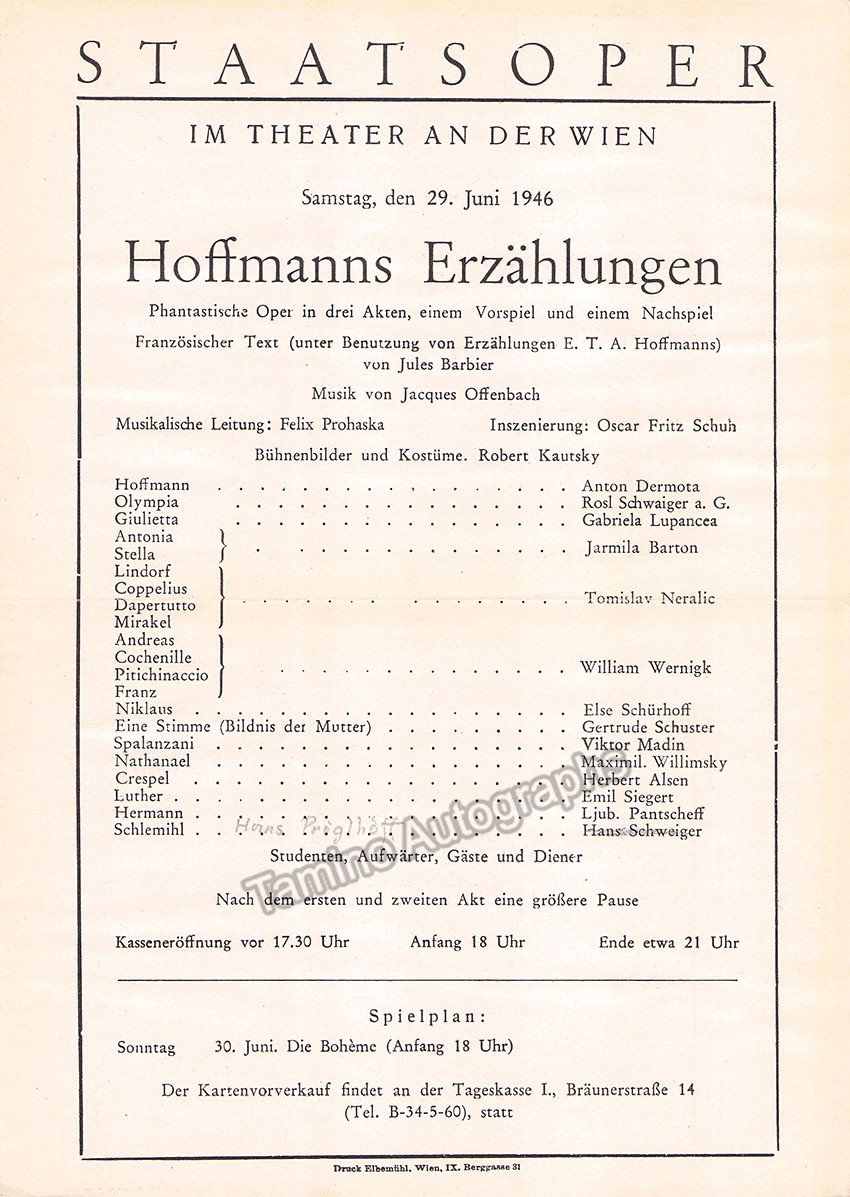 STAATSOPER
IM THEATER AN DER WIEN
Samstag, den 29. Juni 1946
Hoffmanns Erzählungen
Phantastische Oper in drei Akten, einem Vorspiel und einem Nachspiel
Französischer Text (unter Benutzung von Erzählungen E. T. A. Hoffmanns)
von Jules Barbier
Musik von Jacques Offenbach
Musikalische Leitung: Felix Prohaska Inszenierung: Oscar Fritz Schuh
Bühnenbilder und Kostüme. Robert Kautsky
Hoffmann . . . . . . . . . . . . . . . . . Anton Dermota
Olympia . . . . . . . . . . . . . . . . Rosl Schwaiger a. G.
Giulietta . . . . . . . . . . . . . . . . Gabriela Lupancea
Antonia
Stella } . . . . . . . . . . . . . . . Jarmila Barton
Lindorf
Coppelius
Dapertutto } . . . . . . . . . . . . . . . Tomislav Neralic
Mirakel
Andreas
Cochenille
Pitichinaccio } . . . . . . . . . . . . . . William Wernigk
Franz
Niklaus . . . . . . . . . . . . . . . . . . Else Schürhoff
Eine Stimme (Bildnis der Mutter) . . . . . . . . . Gertrude Schuster
Spalanzani . . . . . . . . . . . . . . . . . Viktor Madin
Nathanael . . . . . . . . . . . . . . . . . Maximil. Willimsky
Crespel . . . . . . . . . . . . . . . . . . Herbert Alsen
Luther . . . . . . . . . . . . . . . . . . . Emil Siegert
Hermann . . . . . . . . . . . . . . . . . . Ljub. Pantscheff
Schlemihl . . Hans Pröglhöff . . . . . . . . Hans Schweiger
Studenten, Aufwärter, Gäste und Diener
Nach dem ersten und zweiten Akt eine größere Pause
Kasseneröffnung vor 17.30 Uhr Anfang 18 Uhr Ende etwa 21 Uhr
Spielplan:
Sonntag 30. Juni. Die Bohème (Anfang 18 Uhr)
Der Kartenvorverkauf findet an der Tageskasse I., Bräunerstraße 14
(Tel. B-34-5-60), statt
Druck Elbemühl, Wien, IX. Berggasse 31
Tamino Autographs